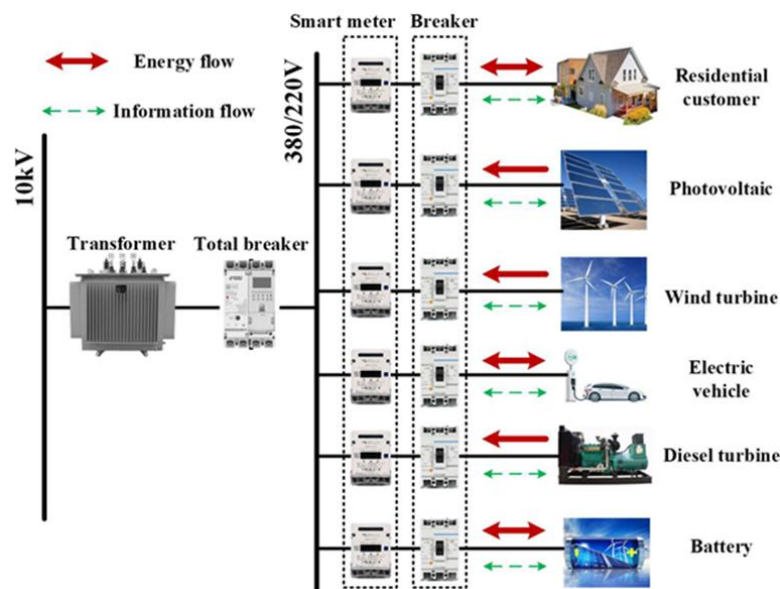 Smart meter Breaker
Energy flow
Information flow
10kV
380/220V
Transformer
Total breaker
Residential
customer
Photovoltaic
Wind turbine
Electric
vehicle
Diesel turbine
Battery